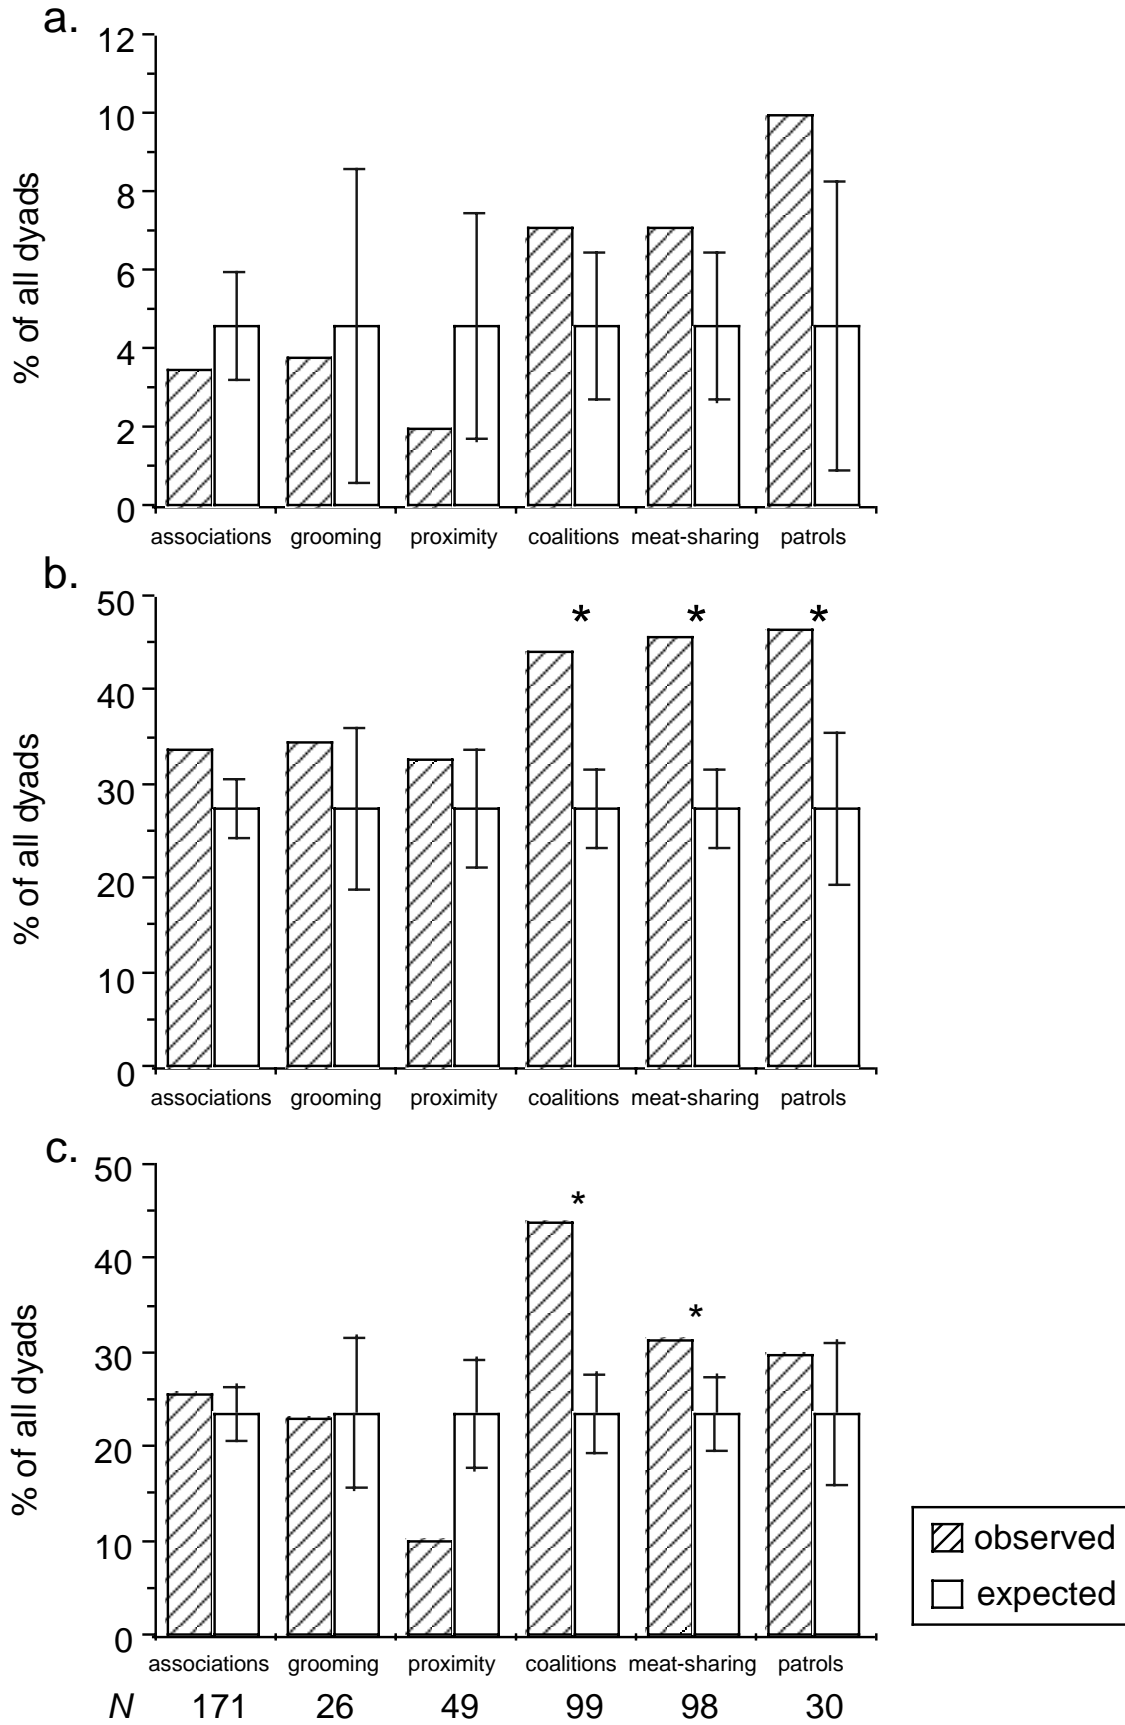 a.
12
10
8
6
4
2
0
% of all dyads
associations grooming proximity coalitions meat-sharing patrols
b.
50
40
30
20
10
0
% of all dyads
* * *
associations grooming proximity coalitions meat-sharing patrols
c.
50
40
30
20
10
0
% of all dyads
*
*
associations grooming proximity coalitions meat-sharing patrols
N 171 26 49 99 98 30
observed
expected